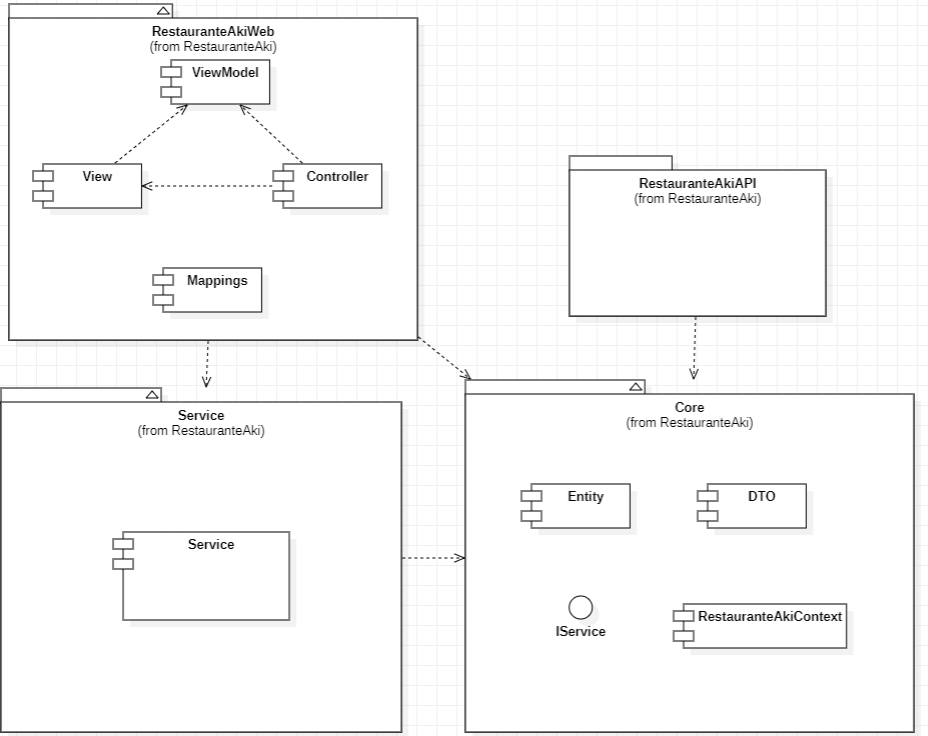 RestauranteAkiWeb
(from RestauranteAki)
ViewModel
View
Controller
Mappings
RestauranteAkiAPI
(from RestauranteAki)
Service
(from RestauranteAki)
Service
Core
(from RestauranteAki)
Entity
DTO
IService
RestauranteAkiContext